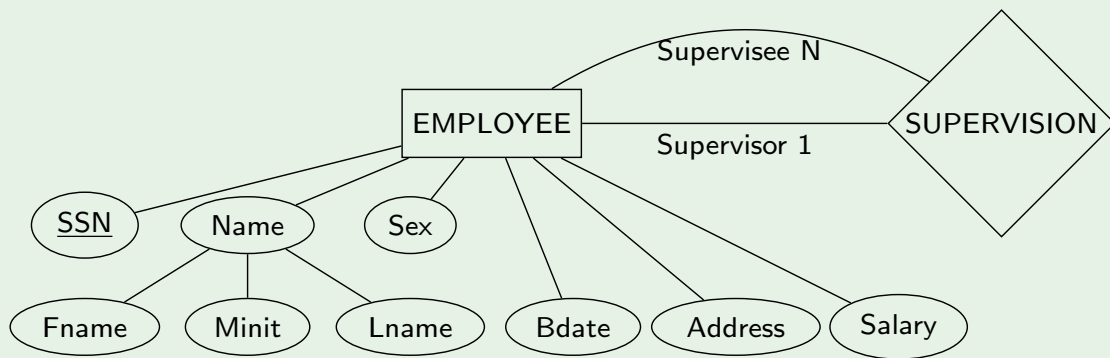 Supervisee N
EMPLOYEE
SUPERVISION
Supervisor 1
SSN
Name
Sex
Fname
Minit
Lname
Bdate
Address
Salary